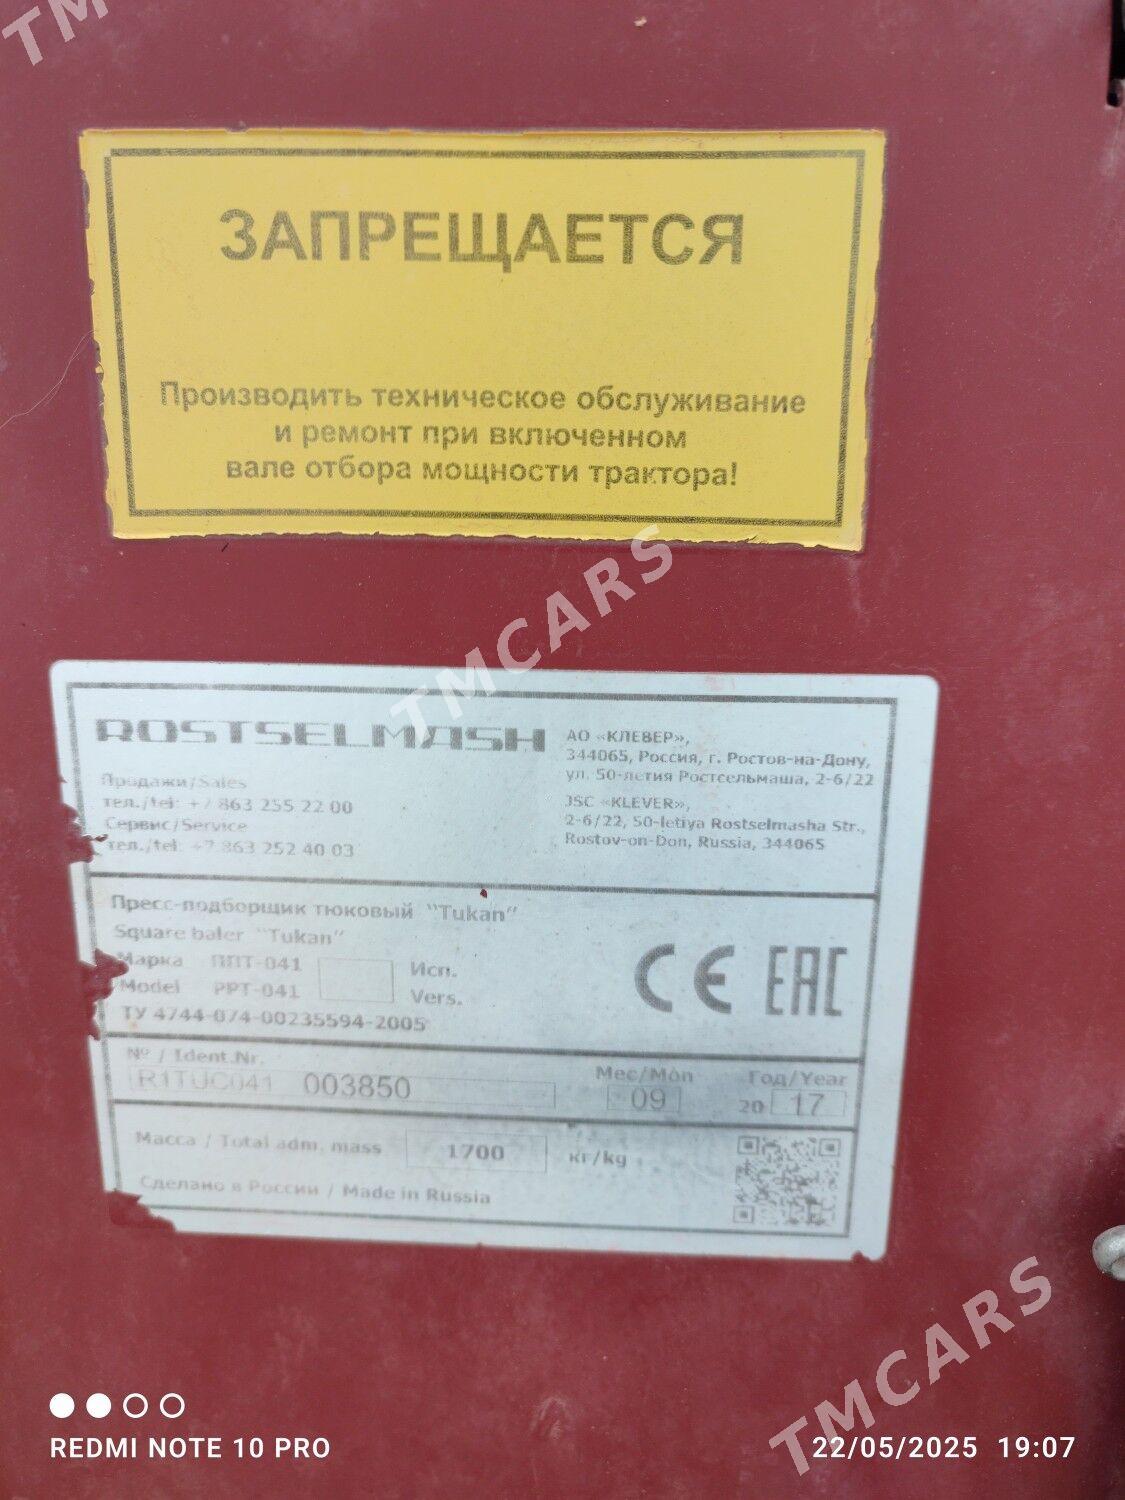 ЗАПРЕЩАЕТСЯ
Производить техническое обслуживание
и ремонт при включенном
вале отбора мощности трактора!
TMCARS
ROSTSELMASH
Продажи/Sales
тел./tel: +7 863 255 22 00
Сервис/Service
тел./tel: +7 863 252 40 03
АО «КЛЕВЕР»,
344065, Россия, г. Ростов-на-Дону,
ул. 50-летия Ростсельмаша, 2-6/22
JSC «KLEVER»,
2-6/22, 50-letiya Rostselmasha Str.,
Rostov-on-Don, Russia, 344065
Пресс-подборщик тюковый "Tukan"
Square baler "Tukan"
Марка ППТ-041 Исп.
Model PPT-041 Vers.
ТУ 4744-074-00235594-2005
CE EAC
№ / Ident.Nr.
R1TUC041 003850
Мес/Mon
09
Год/Year
20 17
Масса / Total adm. mass 1700 кг/kg
Сделано в России / Made in Russia
TMCARS
REDMI NOTE 10 PRO
22/05/2025 19:07